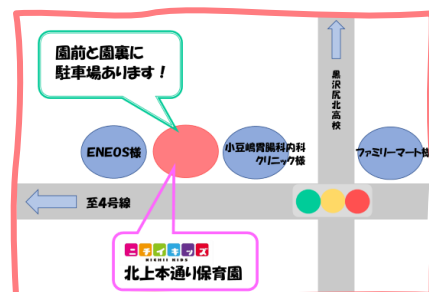 園前と園裏に
駐車場あります！
黒沢尻北高校
ENEOS様
小豆嶋胃腸科内科
クリニック様
ファミリーマート様
至4号線
ニチイキッズ
NICHII KIDS
北上本通り保育園